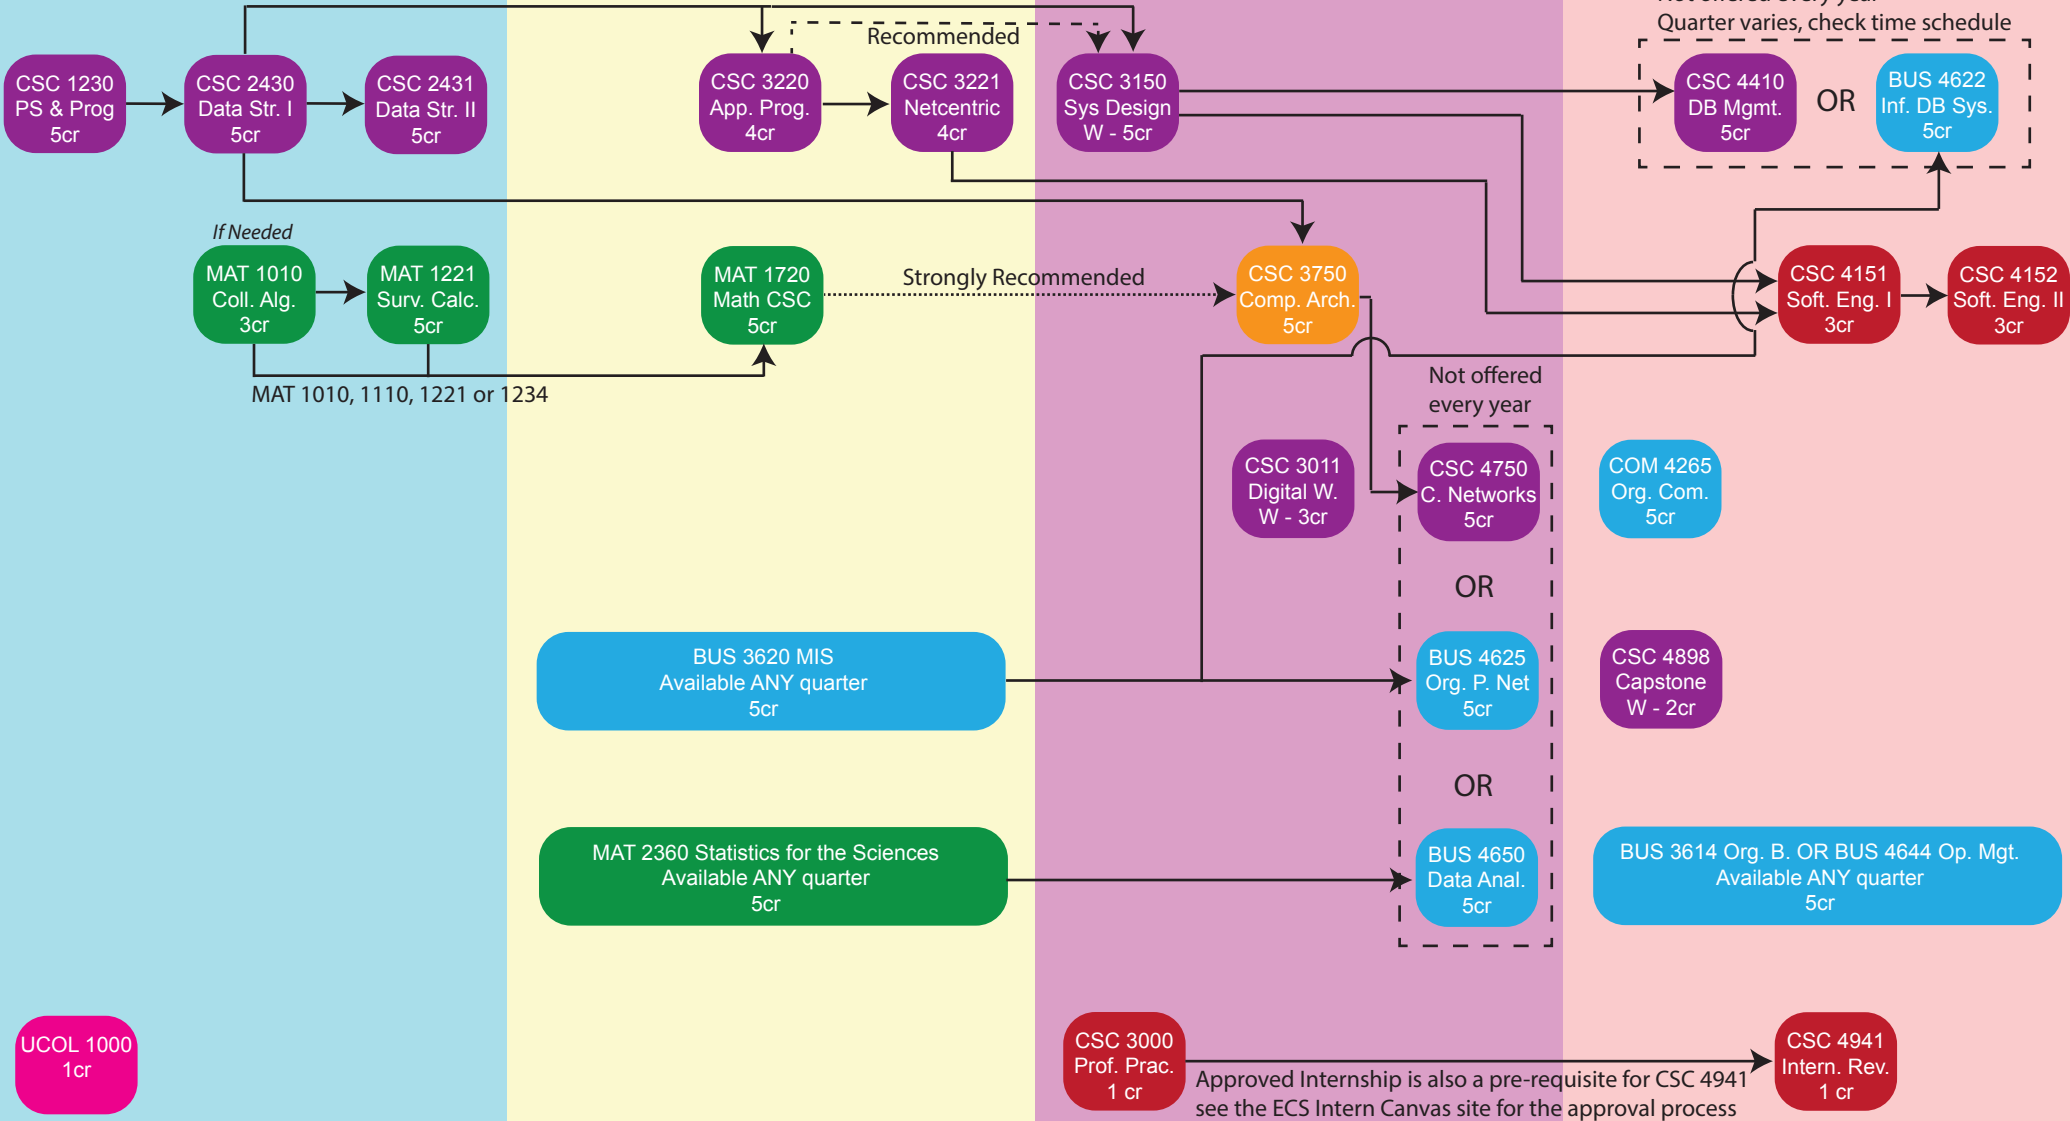 Quarter varies, check time schedule
Recommended
CSC 1230
PS & Prog
5cr
CSC 2430
Data Str. I
5cr
CSC 2431
Data Str. II
5cr
CSC 3220
App. Prog.
4cr
CSC 3221
Netcentric
4cr
CSC 3150
Sys Design
W - 5cr
CSC 4410
DB Mgmt.
5cr
OR
BUS 4622
Inf. DB Sys.
5cr
If Needed
MAT 1010
Coll. Alg.
3cr
MAT 1221
Surv. Calc.
5cr
MAT 1720
Math CSC
5cr
Strongly Recommended
CSC 3750
Comp. Arch.
5cr
CSC 4151
Soft. Eng. I
3cr
CSC 4152
Soft. Eng. II
3cr
MAT 1010, 1110, 1221 or 1234
Not offered
every year
CSC 3011
Digital W.
W - 3cr
CSC 4750
C. Networks
5cr
COM 4265
Org. Com.
5cr
OR
BUS 3620 MIS
Available ANY quarter
5cr
BUS 4625
Org. P. Net
5cr
CSC 4898
Capstone
W - 2cr
OR
MAT 2360 Statistics for the Sciences
Available ANY quarter
5cr
BUS 4650
Data Anal.
5cr
BUS 3614 Org. B. OR BUS 4644 Op. Mgt.
Available ANY quarter
5cr
UCOL 1000
1cr
CSC 3000
Prof. Prac.
1 cr
Approved Internship is also a pre-requisite for CSC 4941
see the ECS Intern Canvas site for the approval process
CSC 4941
Intern. Rev.
1 cr